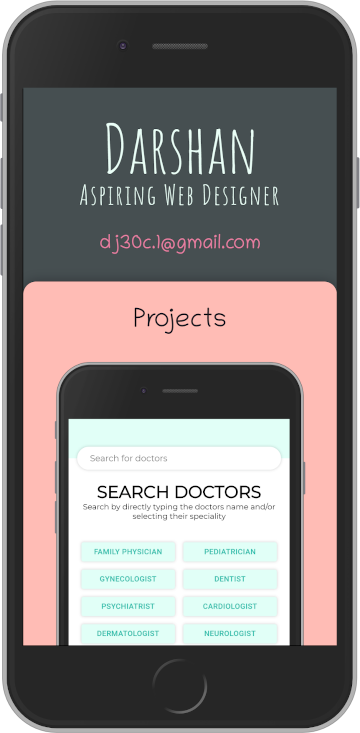 Darshan
Aspiring Web Designer
dj30c.1@gmail.com
Projects
Search for doctors
SEARCH DOCTORS
Search by directly typing the doctors name and/or
selecting their speciality
FAMILY PHYSICIAN PEDIATRICIAN
GYNECOLOGIST DENTIST
PSYCHIATRIST CARDIOLOGIST
DERMATOLOGIST NEUROLOGIST